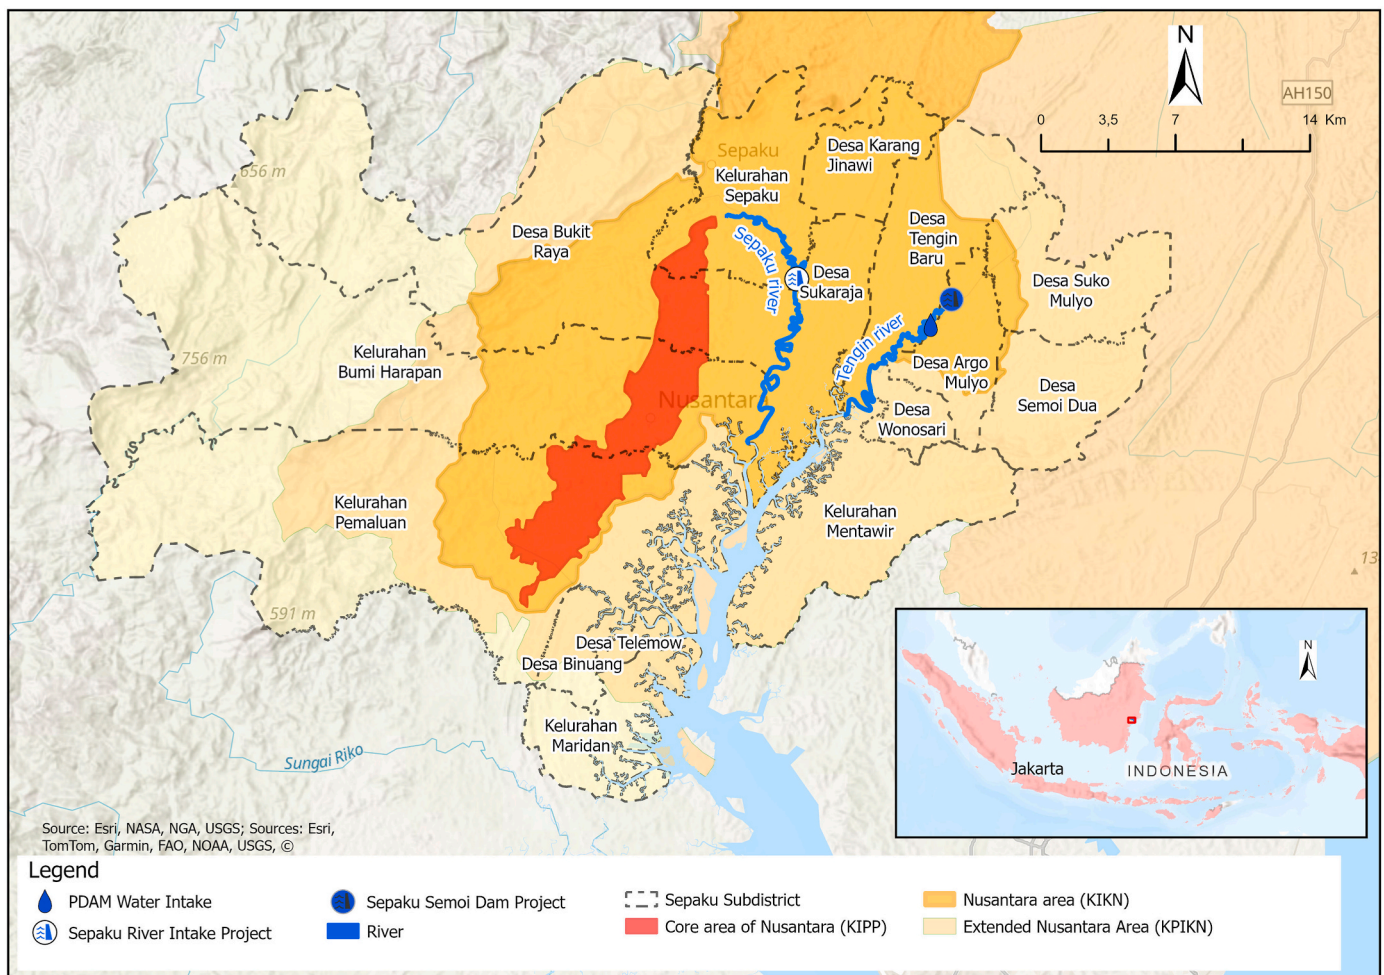 N
AH150
0 3,5 7 14 Km
656 m
Sepaku
Desa Karang
Jinawi
Kelurahan
Sepaku
Desa Bukit
Raya
Desa
Tengin
Baru
Sepaku river
Desa
Sukaraja
Desa Suko
Mulyo
756 m
Kelurahan
Bumi Harapan
Tengin river
Desa Argo
Mulyo
Desa
Semoi Dua
Nusantara
Desa
Wonosari
Kelurahan
Pemaluan
Kelurahan
Mentawir
13
591 m
Desa Telemow
Desa Binuang
Kelurahan
Maridan
Sungai Riko
N
Jakarta
INDONESIA
Source: Esri, NASA, NGA, USGS; Sources: Esri,
TomTom, Garmin, FAO, NOAA, USGS, ©
Legend
PDAM Water Intake
Sepaku Semoi Dam Project
Sepaku Subdistrict
Nusantara area (KIKN)
Sepaku River Intake Project
River
Core area of Nusantara (KIPP)
Extended Nusantara Area (KPIKN)